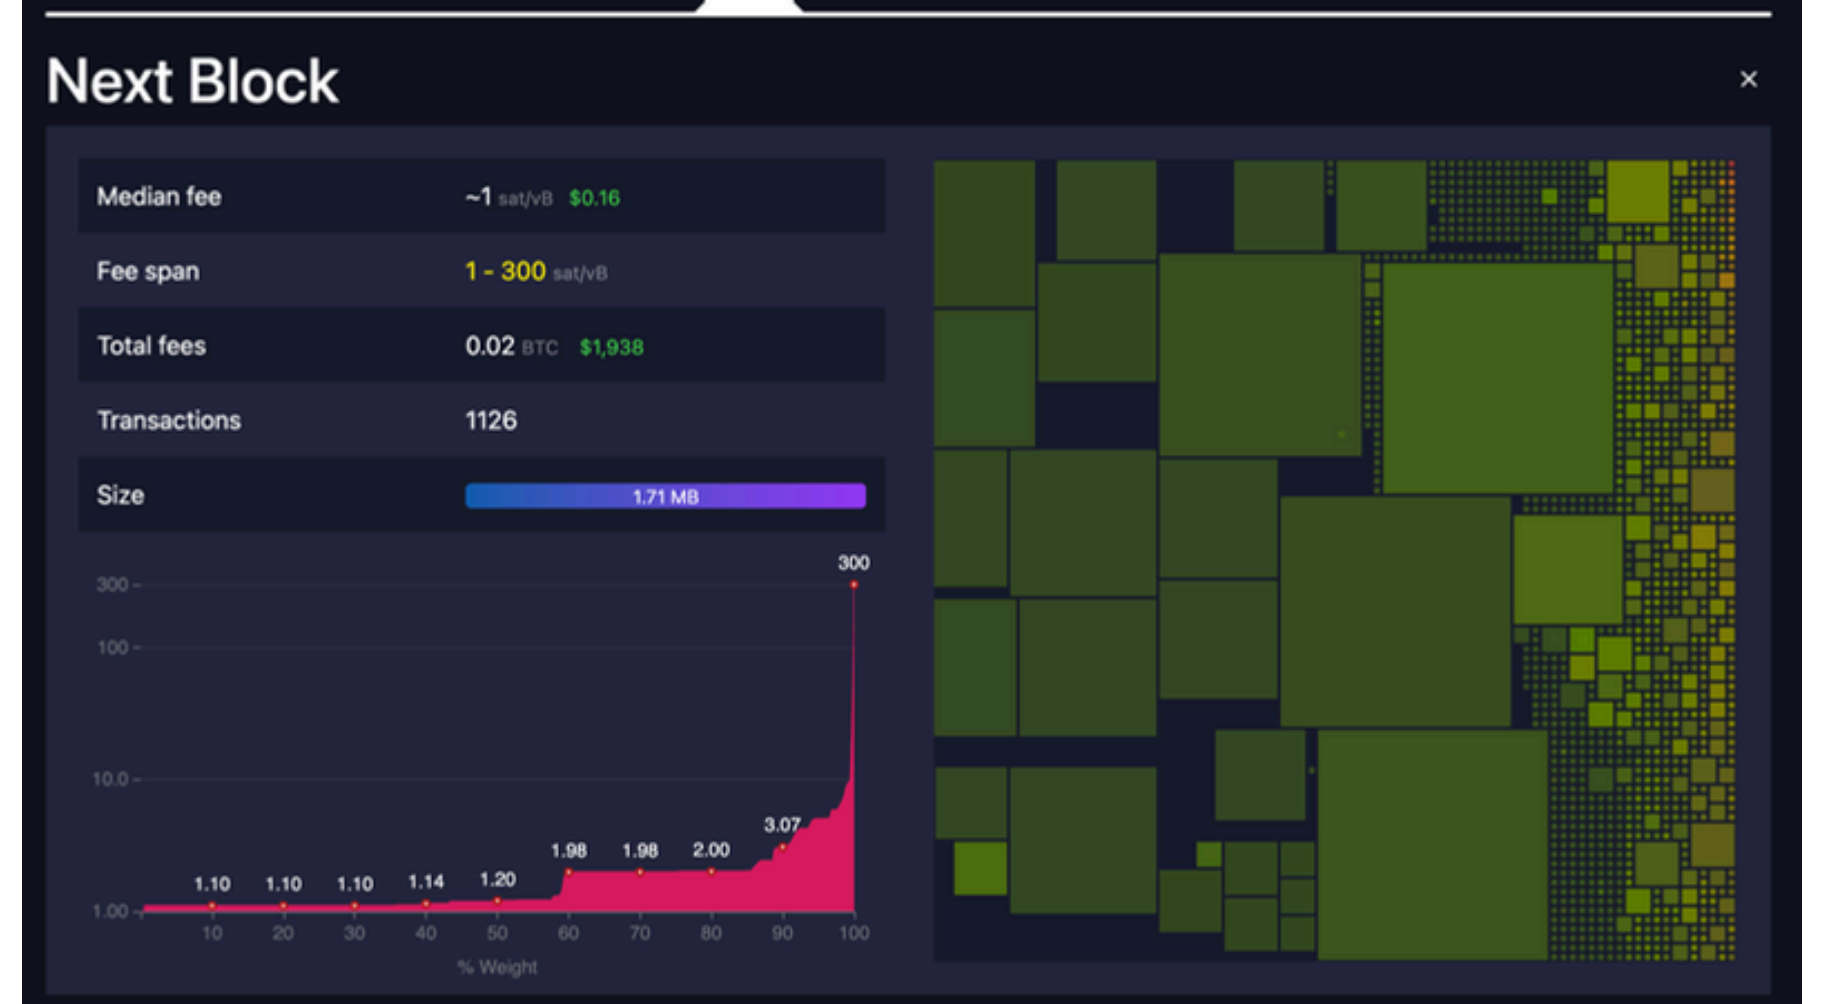 Next Block
×
Median fee ~1 sat/vB $0.16
Fee span 1 - 300 sat/vB
Total fees 0.02 BTC $1,938
Transactions 1126
Size 1.71 MB
300
300
100
10.0
3.07
1.98 1.98 2.00
1.10 1.10 1.10 1.14 1.20
1.00
10 20 30 40 50 60 70 80 90 100
% Weight